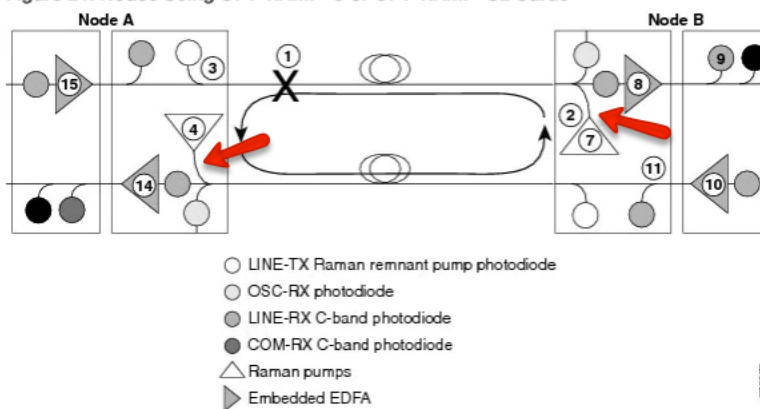 Node A
Node B
1
15
3
4
14
2
7
8
9
11
10
X
LINE-TX Raman remnant pump photodiode
OSC-RX photodiode
LINE-RX C-band photodiode
COM-RX C-band photodiode
Raman pumps
Embedded EDFA